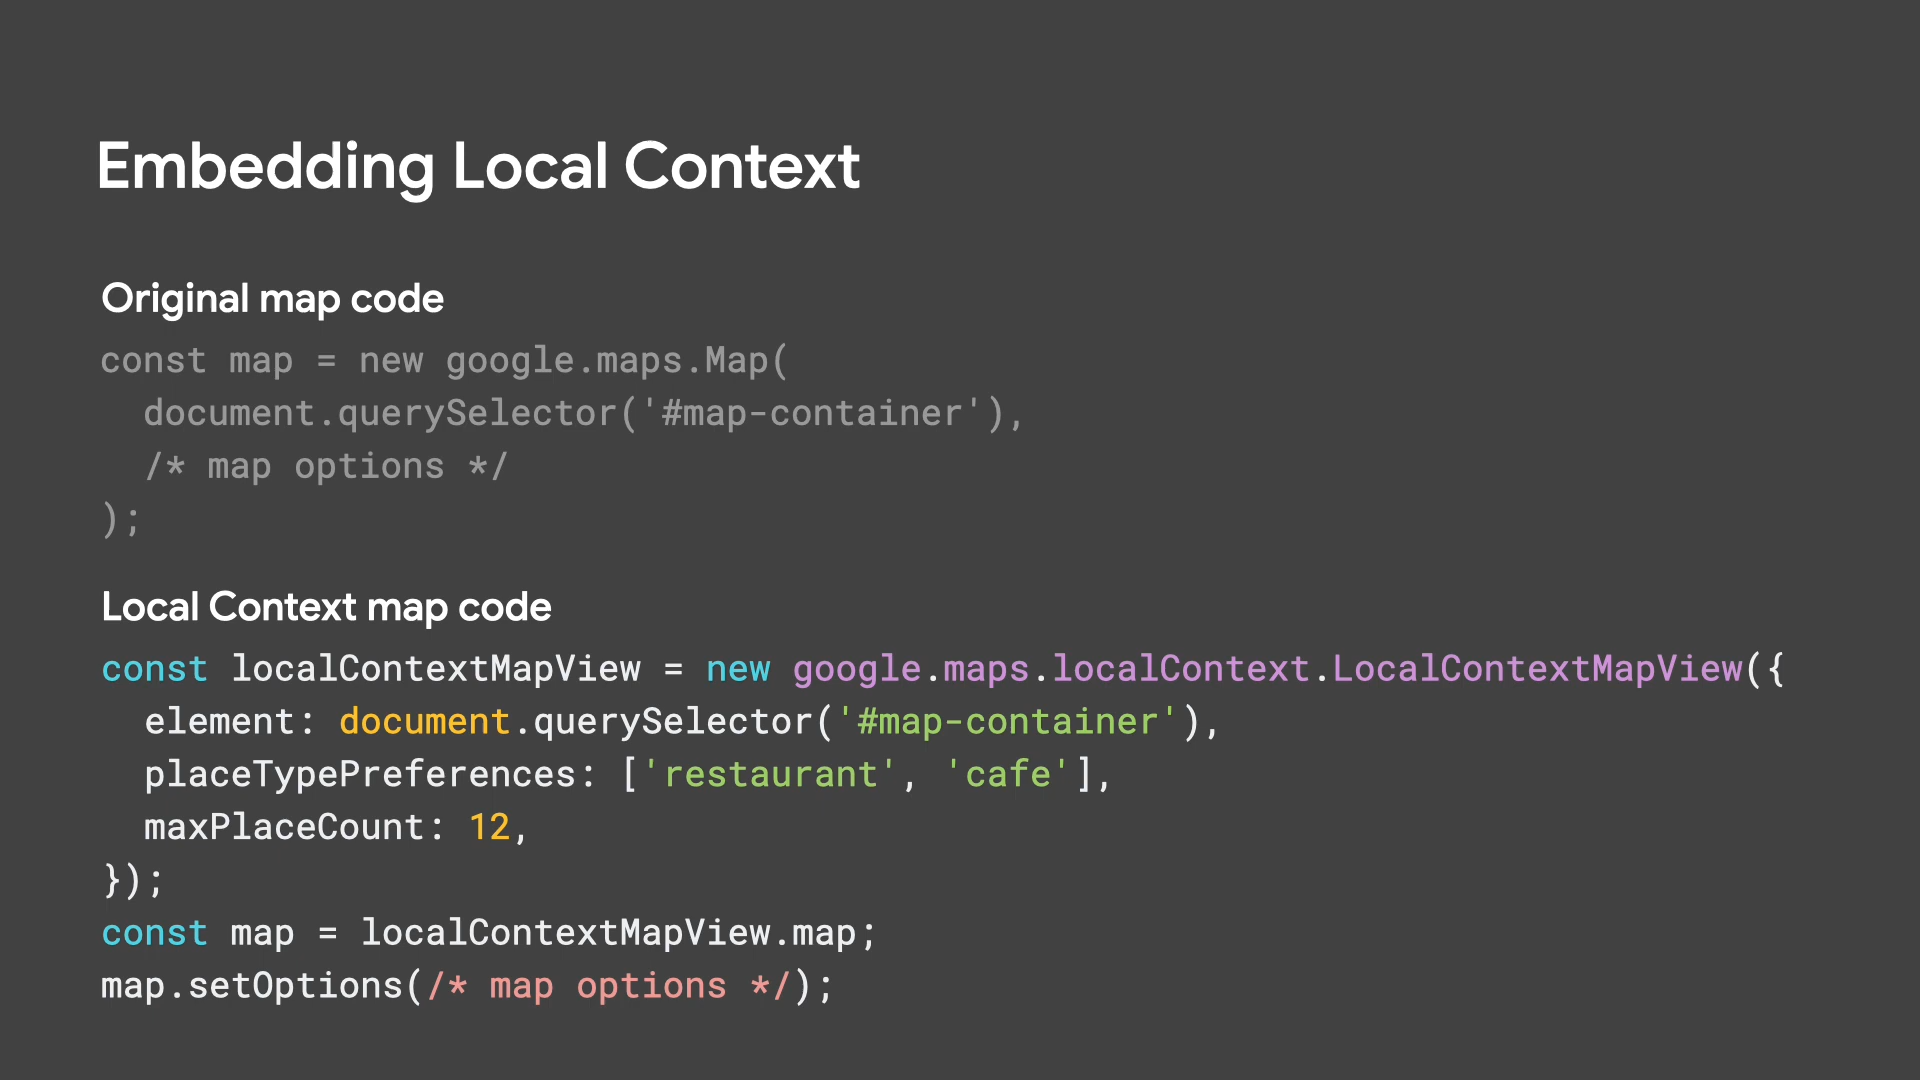 Embedding Local Context
Original map code
const map = new google.maps.Map(
  document.querySelector('#map-container'),
  /* map options */
);
Local Context map code
const localContextMapView = new google.maps.localContext.LocalContextMapView({
  element: document.querySelector('#map-container'),
  placeTypePreferences: ['restaurant', 'cafe'],
  maxPlaceCount: 12,
});
const map = localContextMapView.map;
map.setOptions(/* map options */);